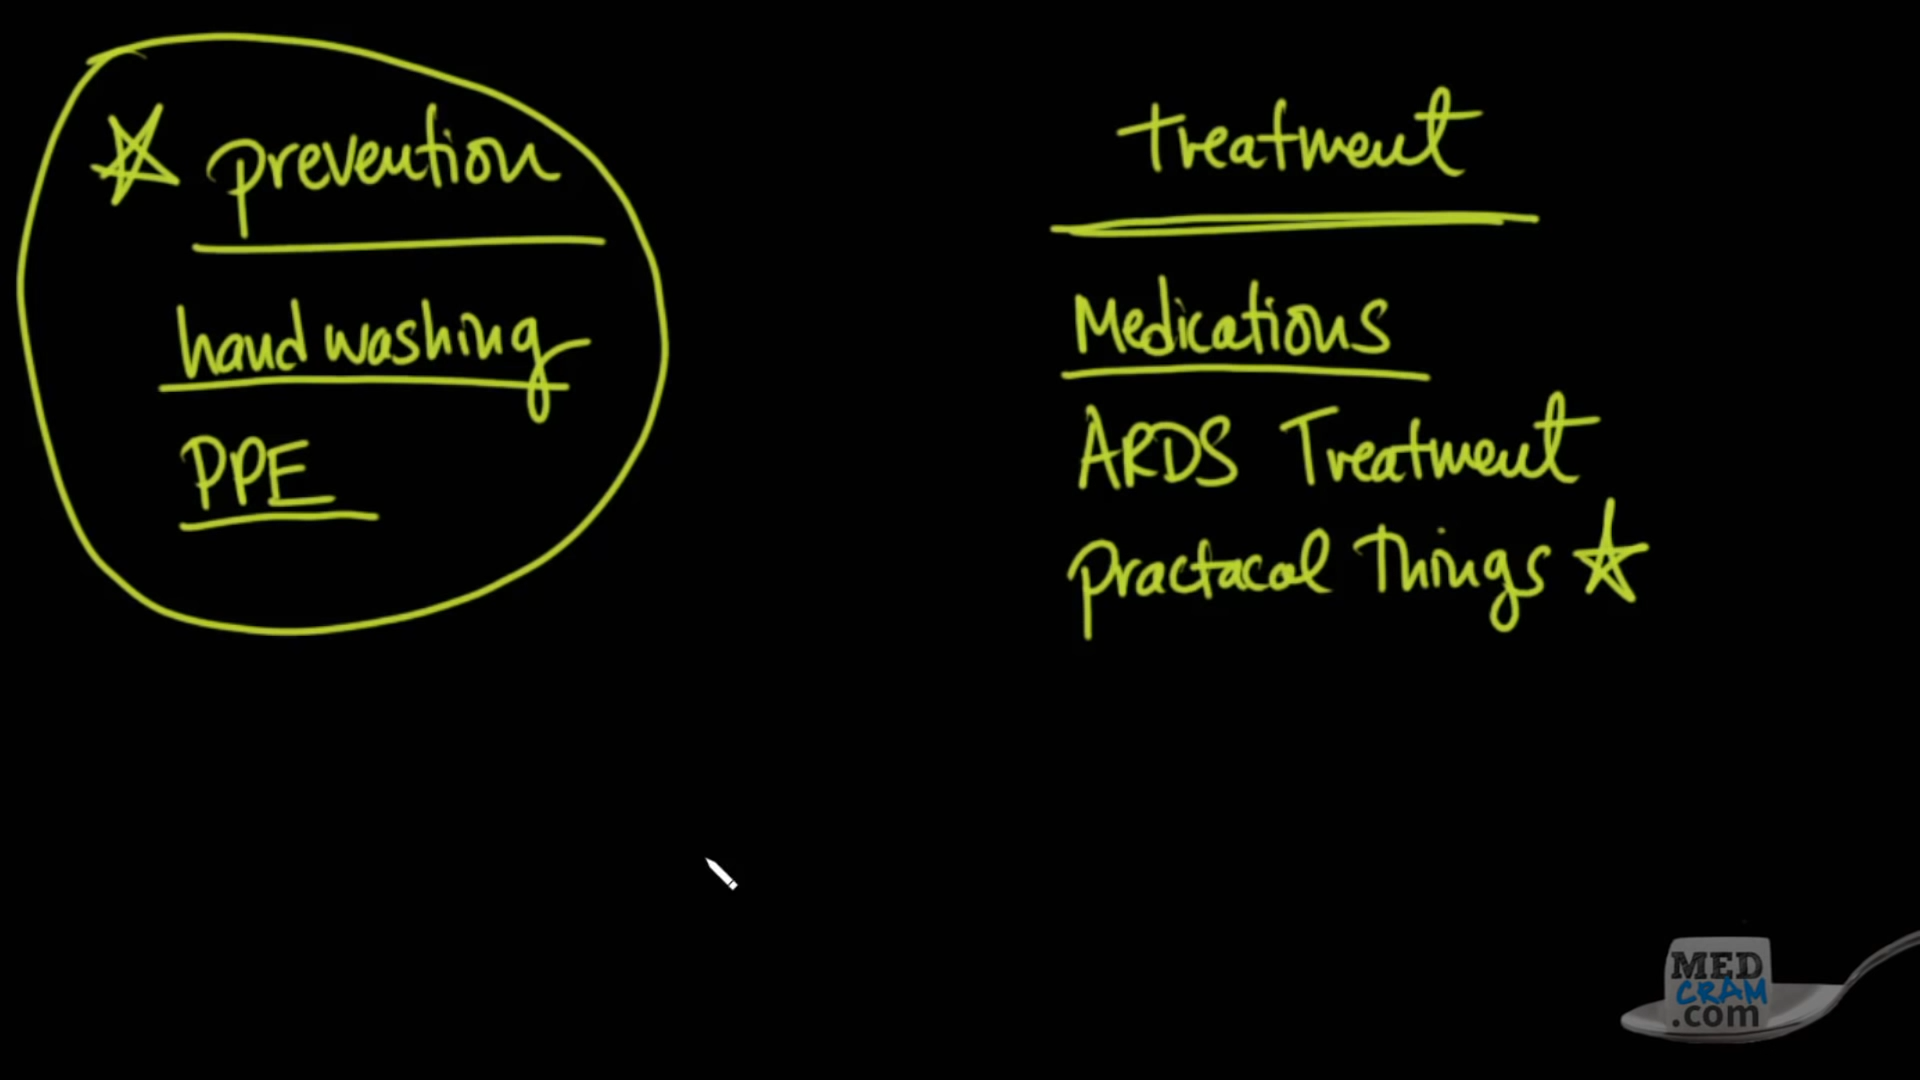 prevention
hand washing
PPE
Treatment
Medications
ARDS Treatment
practacal Things
MED
CRAM
.com